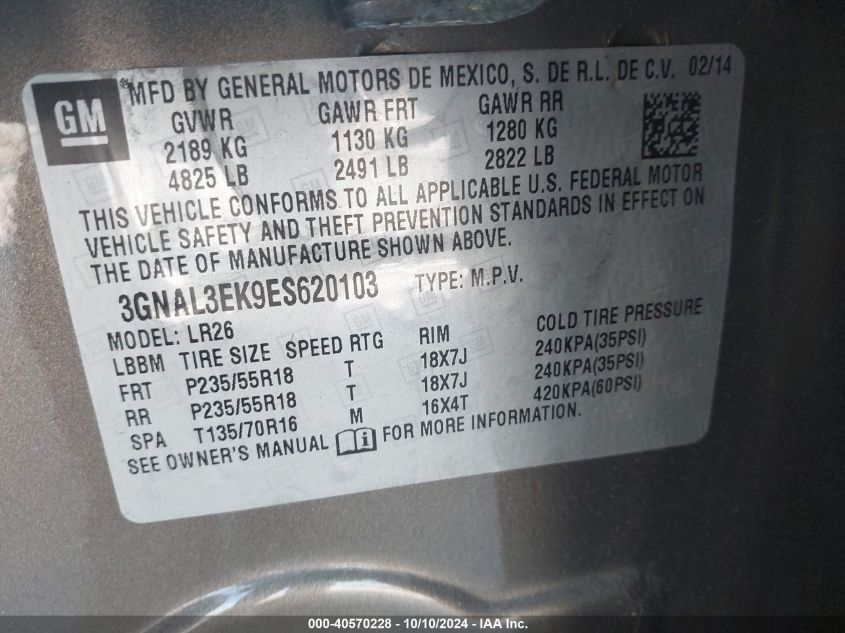 GM
MFD BY GENERAL MOTORS DE MEXICO, S. DE R.L. DE C.V. 02/14
GVWR GAWR FRT GAWR RR
2189 KG 1130 KG 1280 KG
4825 LB 2491 LB 2822 LB
THIS VEHICLE CONFORMS TO ALL APPLICABLE U.S. FEDERAL MOTOR
VEHICLE SAFETY AND THEFT PREVENTION STANDARDS IN EFFECT ON
THE DATE OF MANUFACTURE SHOWN ABOVE.
3GNAL3EK9ES620103 TYPE: M.P.V.
MODEL: LR26
LBBM TIRE SIZE SPEED RTG RIM COLD TIRE PRESSURE
FRT P235/55R18 T 18X7J 240KPA(35PSI)
RR P235/55R18 T 18X7J 240KPA(35PSI)
SPA T135/70R16 M 16X4T 420KPA(60PSI)
SEE OWNER'S MANUAL FOR MORE INFORMATION.
000-40570228 - 10/10/2024 - IAA Inc.